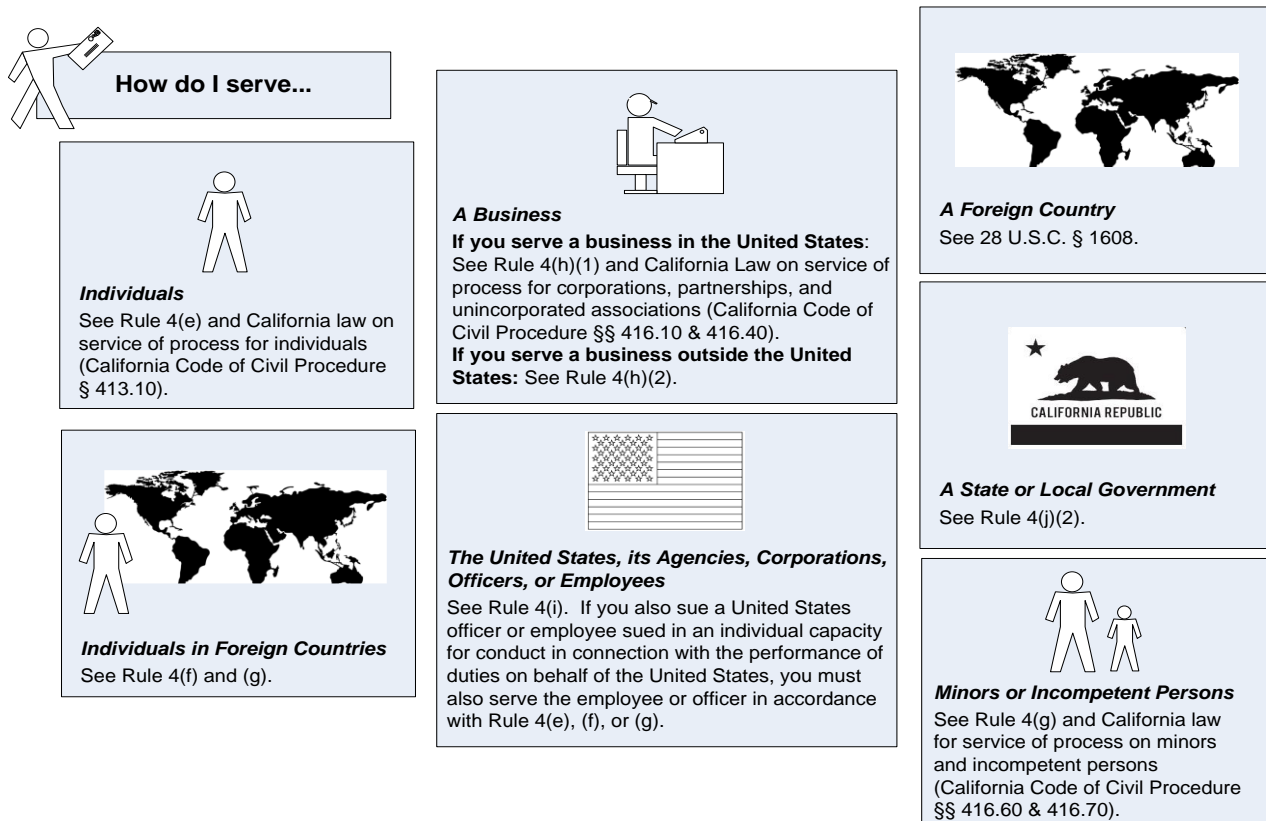 How do I serve...
Individuals
See Rule 4(e) and California law on
service of process for individuals
(California Code of Civil Procedure
§ 413.10).
Individuals in Foreign Countries
See Rule 4(f) and (g).
A Business
If you serve a business in the United States:
See Rule 4(h)(1) and California Law on service of
process for corporations, partnerships, and
unincorporated associations (California Code of
Civil Procedure §§ 416.10 & 416.40).
If you serve a business outside the United
States: See Rule 4(h)(2).
The United States, its Agencies, Corporations,
Officers, or Employees
See Rule 4(i).  If you also sue a United States
officer or employee sued in an individual capacity
for conduct in connection with the performance of
duties on behalf of the United States, you must
also serve the employee or officer in accordance
with Rule 4(e), (f), or (g).
A Foreign Country
See 28 U.S.C. § 1608.
CALIFORNIA REPUBLIC
A State or Local Government
See Rule 4(j)(2).
Minors or Incompetent Persons
See Rule 4(g) and California law
for service of process on minors
and incompetent persons
(California Code of Civil Procedure
§§ 416.60 & 416.70).